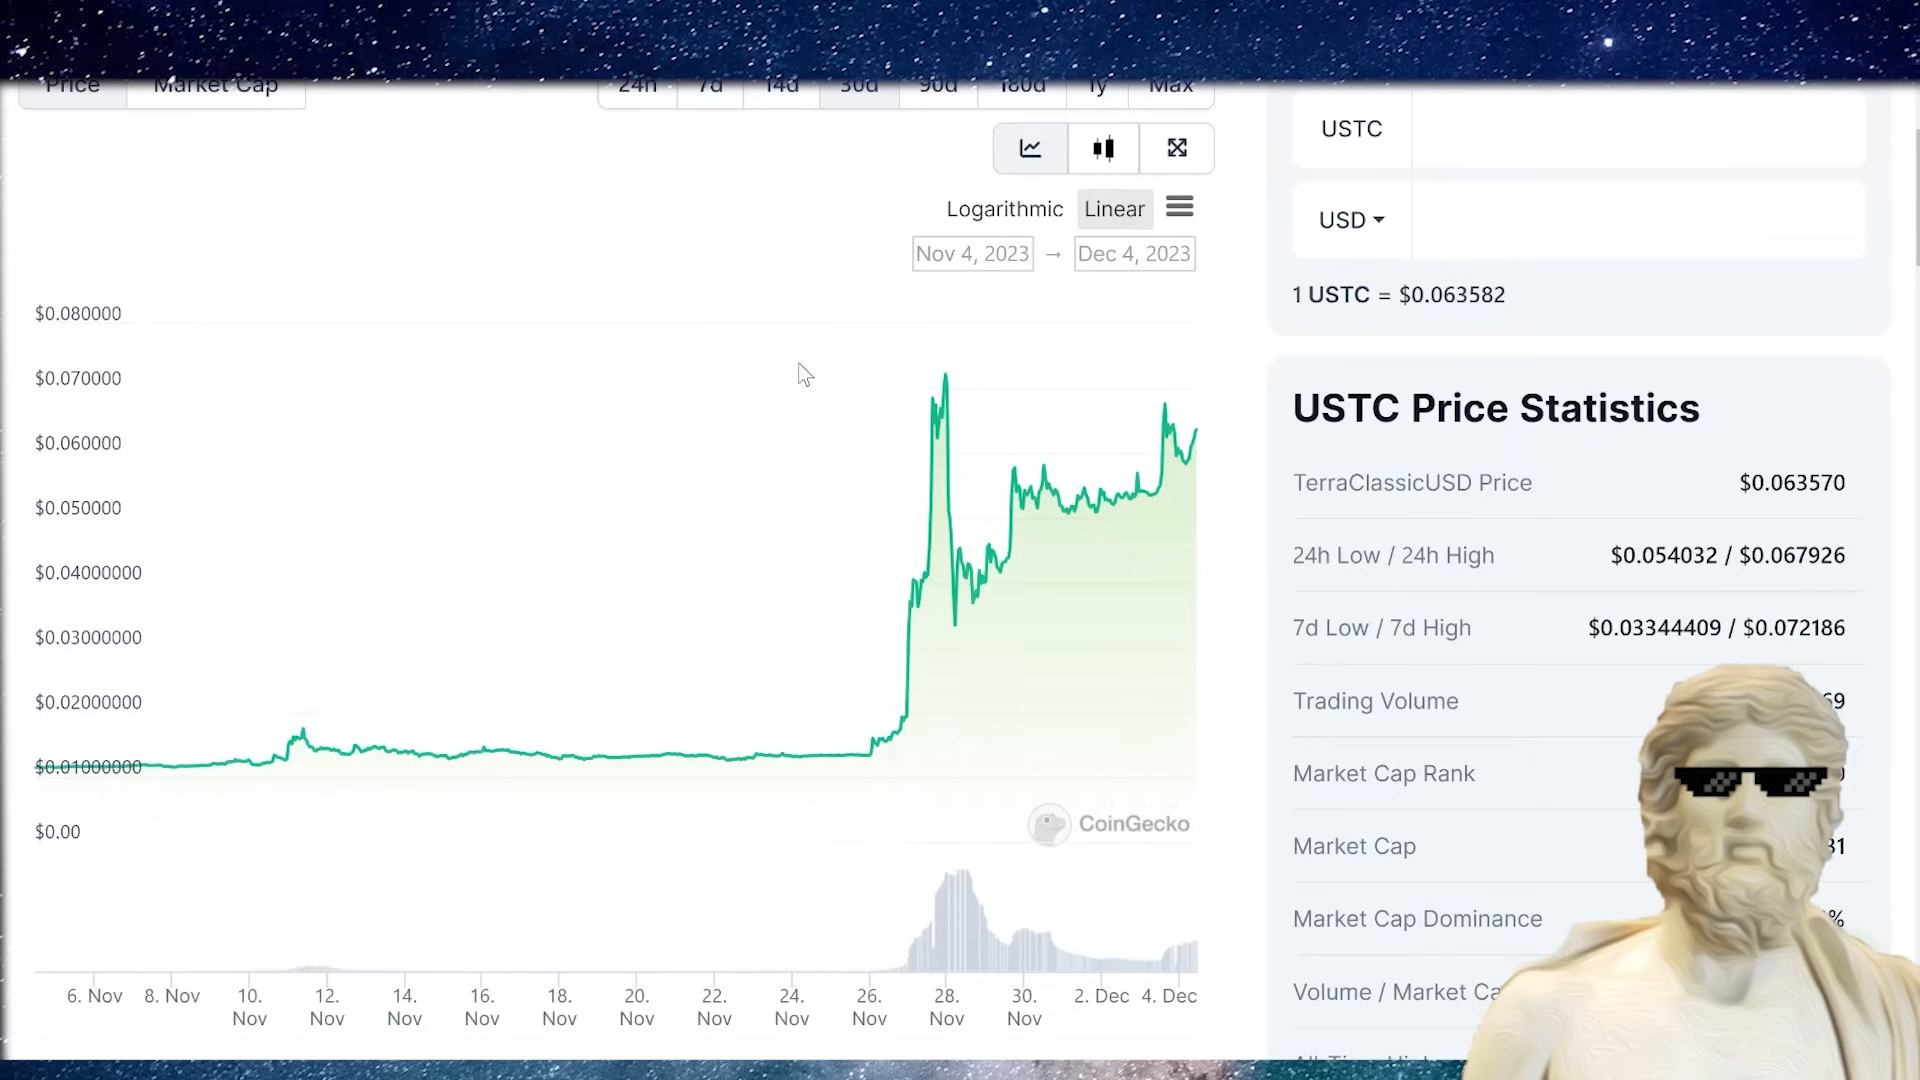 Price Market Cap 24h 7d 14d 30d 90d 180d 1y Max
Logarithmic Linear
Nov 4, 2023 → Dec 4, 2023
$0.080000
$0.070000
$0.060000
$0.050000
$0.04000000
$0.03000000
$0.02000000
$0.01000000
$0.00
CoinGecko
6. Nov 8. Nov 10. Nov 12. Nov 14. Nov 16. Nov 18. Nov 20. Nov 22. Nov 24. Nov 26. Nov 28. Nov 30. Nov 2. Dec 4. Dec
USTC
USD
1 USTC = $0.063582
USTC Price Statistics
TerraClassicUSD Price $0.063570
24h Low / 24h High $0.054032 / $0.067926
7d Low / 7d High $0.03344409 / $0.072186
Trading Volume
Market Cap Rank
Market Cap
Market Cap Dominance %
Volume / Market